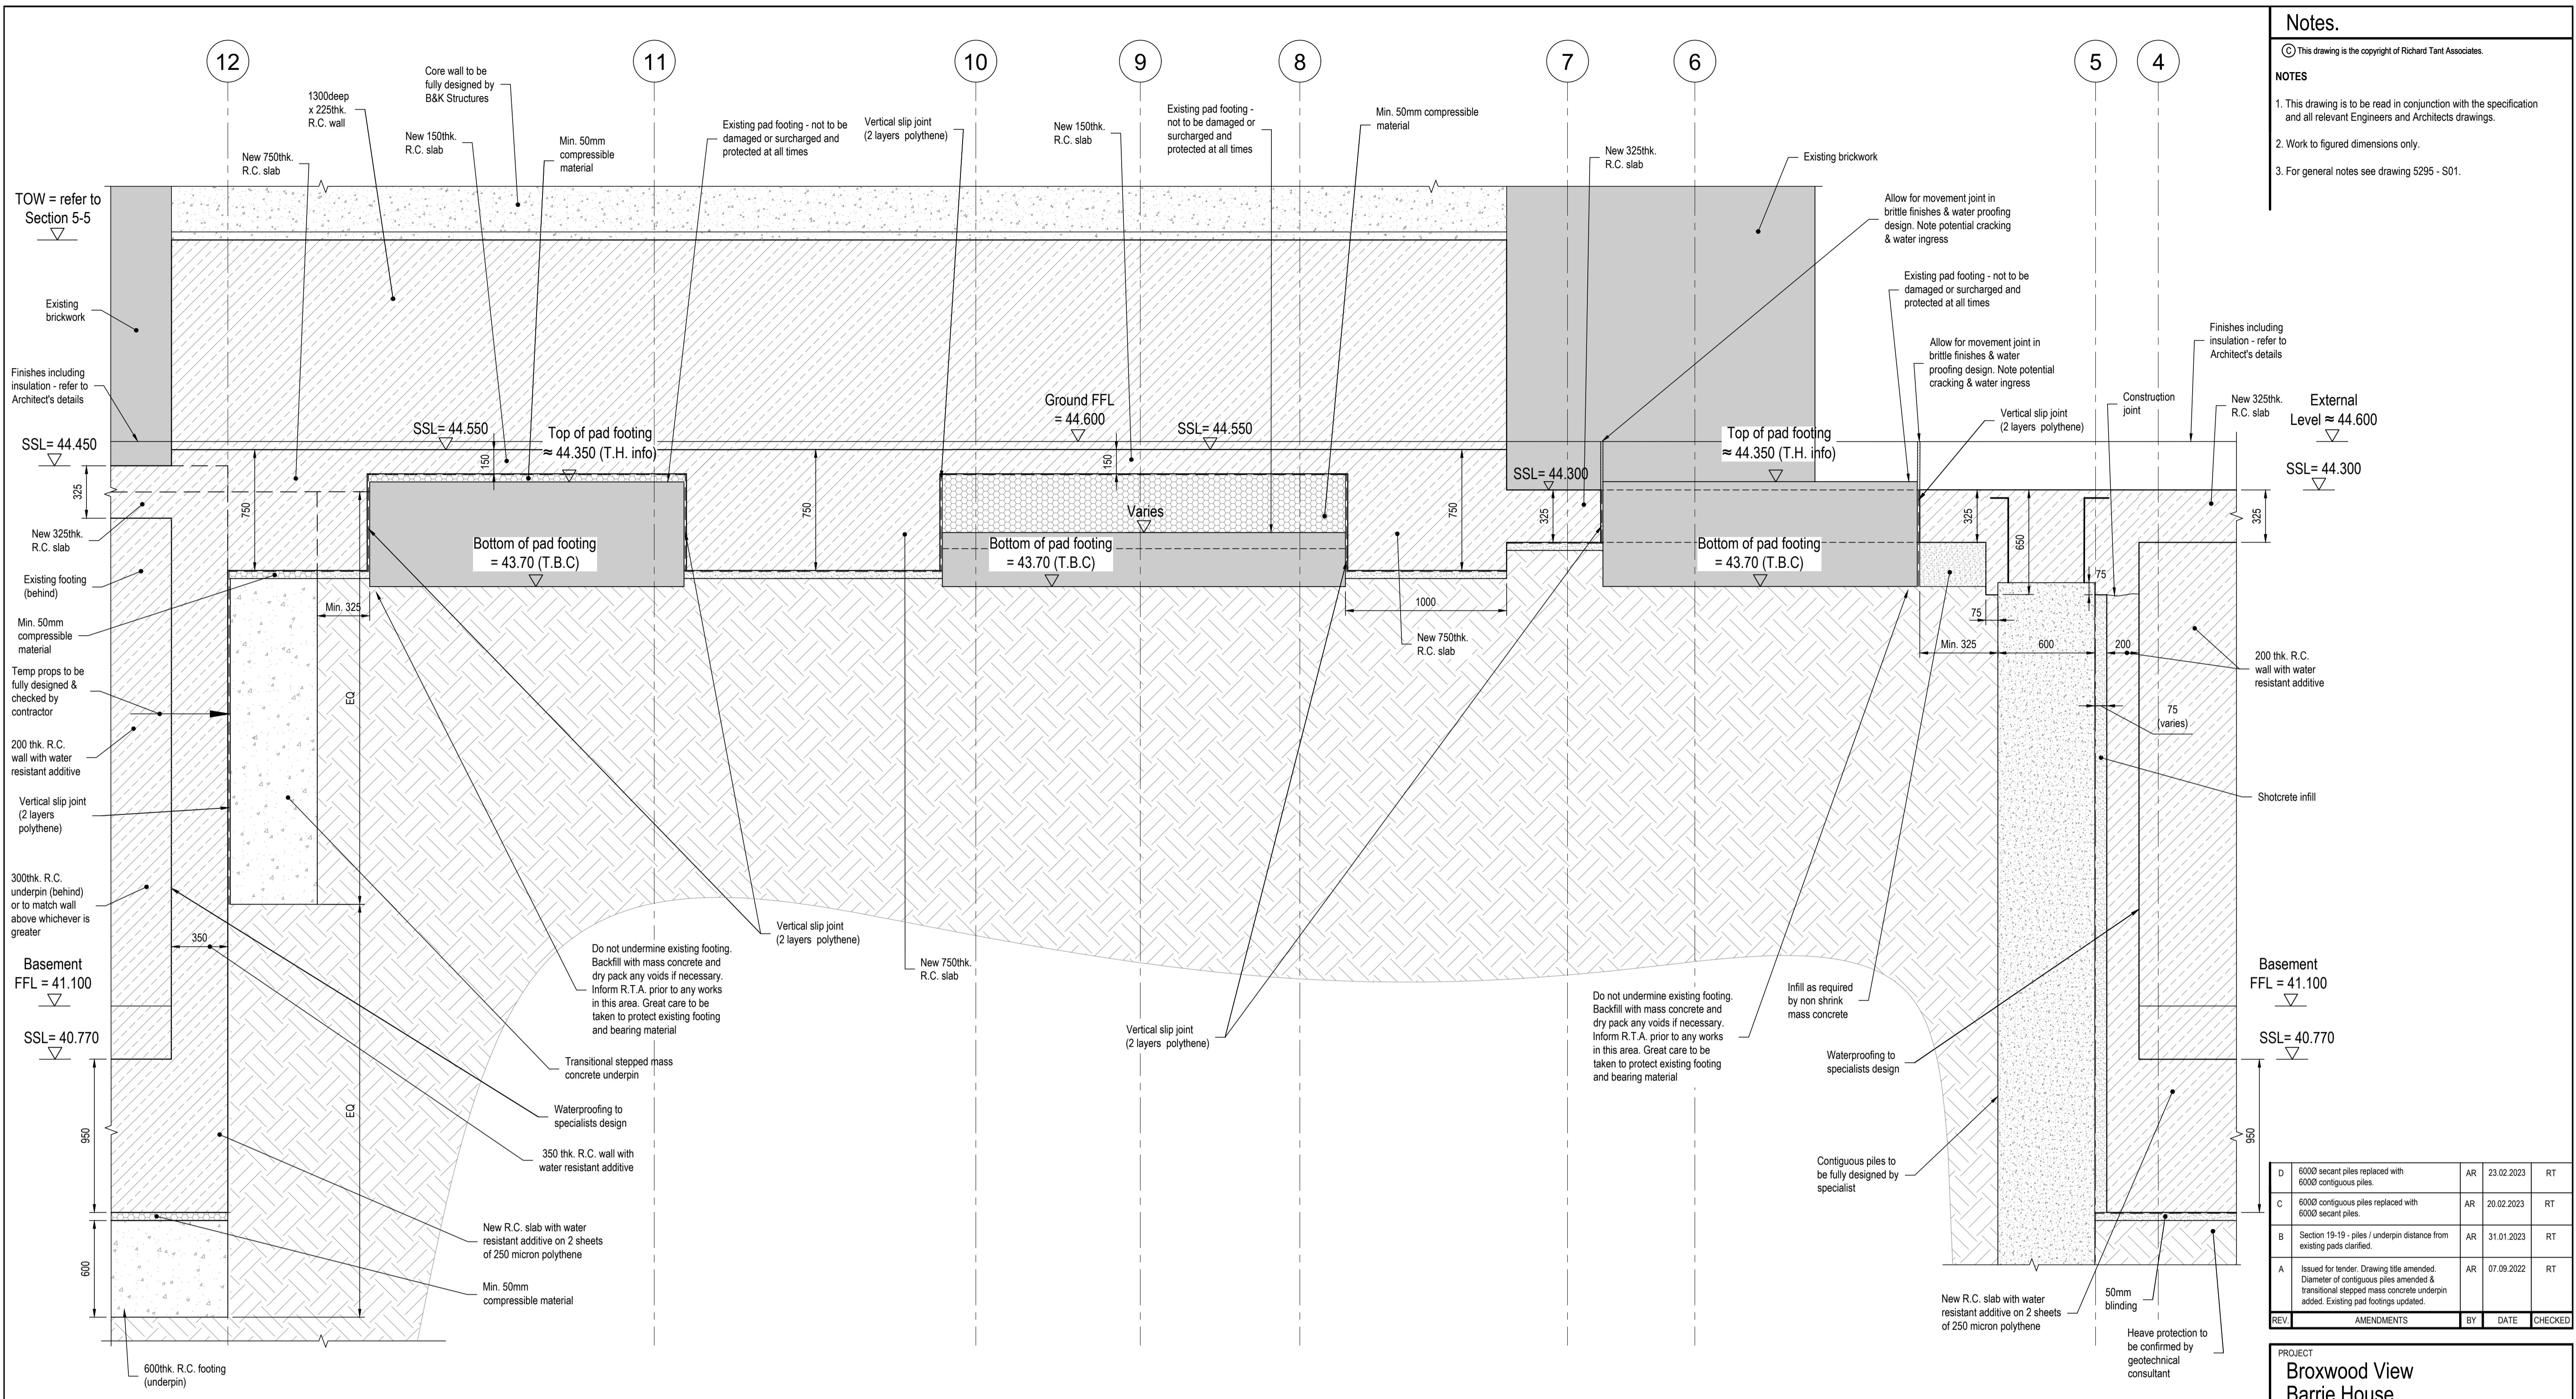 12
11
10
9
8
7
6
5
4
Notes.
C This drawing is the copyright of Richard Tant Associates.
NOTES
1. This drawing is to be read in conjunction with the specification
and all relevant Engineers and Architects drawings.
2. Work to figured dimensions only.
3. For general notes see drawing 5295 - S01.
TOW = refer to
Section 5-5
Existing
brickwork
Finishes including
insulation - refer to
Architect's details
SSL= 44.450
325
New 325thk.
R.C. slab
Existing footing
(behind)
Min. 50mm
compressible
material
Temp props to be
fully designed &
checked by
contractor
200 thk. R.C.
wall with water
resistant additive
Vertical slip joint
(2 layers
polythene)
300thk. R.C.
underpin (behind)
or to match wall
above whichever is
greater
350
Basement
FFL = 41.100
SSL= 40.770
950
600
600thk. R.C. footing
(underpin)
New 750thk.
R.C. slab
1300deep
x 225thk.
R.C. wall
Core wall to be
fully designed by
B&K Structures
New 150thk.
R.C. slab
Min. 50mm
compressible
material
Existing pad footing - not to be
damaged or surcharged and
protected at all times
Vertical slip joint
(2 layers polythene)
New 150thk.
R.C. slab
Existing pad footing -
not to be damaged or
surcharged and
protected at all times
Min. 50mm compressible
material
New 325thk.
R.C. slab
Existing brickwork
Allow for movement joint in
brittle finishes & water proofing
design. Note potential cracking
& water ingress
Existing pad footing - not to be
damaged or surcharged and
protected at all times
Allow for movement joint in
brittle finishes & water
proofing design. Note potential
cracking & water ingress
Vertical slip joint
(2 layers polythene)
Construction
joint
Finishes including
insulation - refer to
Architect's details
New 325thk.
R.C. slab
External
Level ≈ 44.600
SSL= 44.300
325
SSL= 44.550
150
Top of pad footing
≈ 44.350 (T.H. info)
Ground FFL
= 44.600
SSL= 44.550
150
SSL= 44.300
Top of pad footing
≈ 44.350 (T.H. info)
750
750
750
325
325
650
Varies
Bottom of pad footing
= 43.70 (T.B.C)
Bottom of pad footing
= 43.70 (T.B.C)
Bottom of pad footing
= 43.70 (T.B.C)
Min. 325
1000
New 750thk.
R.C. slab
75
75
Min. 325
600
200
75
(varies)
200 thk. R.C.
wall with water
resistant additive
Shotcrete infill
EQ
EQ
Vertical slip joint
(2 layers polythene)
Do not undermine existing footing.
Backfill with mass concrete and
dry pack any voids if necessary.
Inform R.T.A. prior to any works
in this area. Great care to be
taken to protect existing footing
and bearing material
New 750thk.
R.C. slab
Vertical slip joint
(2 layers polythene)
Do not undermine existing footing.
Backfill with mass concrete and
dry pack any voids if necessary.
Inform R.T.A. prior to any works
in this area. Great care to be
taken to protect existing footing
and bearing material
Infill as required
by non shrink
mass concrete
Waterproofing to
specialists design
Basement
FFL = 41.100
SSL= 40.770
950
Transitional stepped mass
concrete underpin
Waterproofing to
specialists design
350 thk. R.C. wall with
water resistant additive
New R.C. slab with water
resistant additive on 2 sheets
of 250 micron polythene
Min. 50mm
compressible material
Contiguous piles to
be fully designed by
specialist
New R.C. slab with water
resistant additive on 2 sheets
of 250 micron polythene
50mm
blinding
Heave protection to
be confirmed by
geotechnical
consultant
D 600Ø secant piles replaced with AR 23.02.2023 RT
600Ø contiguous piles.
C 600Ø contiguous piles replaced with AR 20.02.2023 RT
600Ø secant piles.
B Section 19-19 - piles / underpin distance from AR 31.01.2023 RT
existing pads clarified.
A Issued for tender. Drawing title amended. AR 07.09.2022 RT
Diameter of contiguous piles amended &
transitional stepped mass concrete underpin
added. Existing pad footings updated.
REV. AMENDMENTS BY DATE CHECKED
PROJECT
Broxwood View
Barrie House